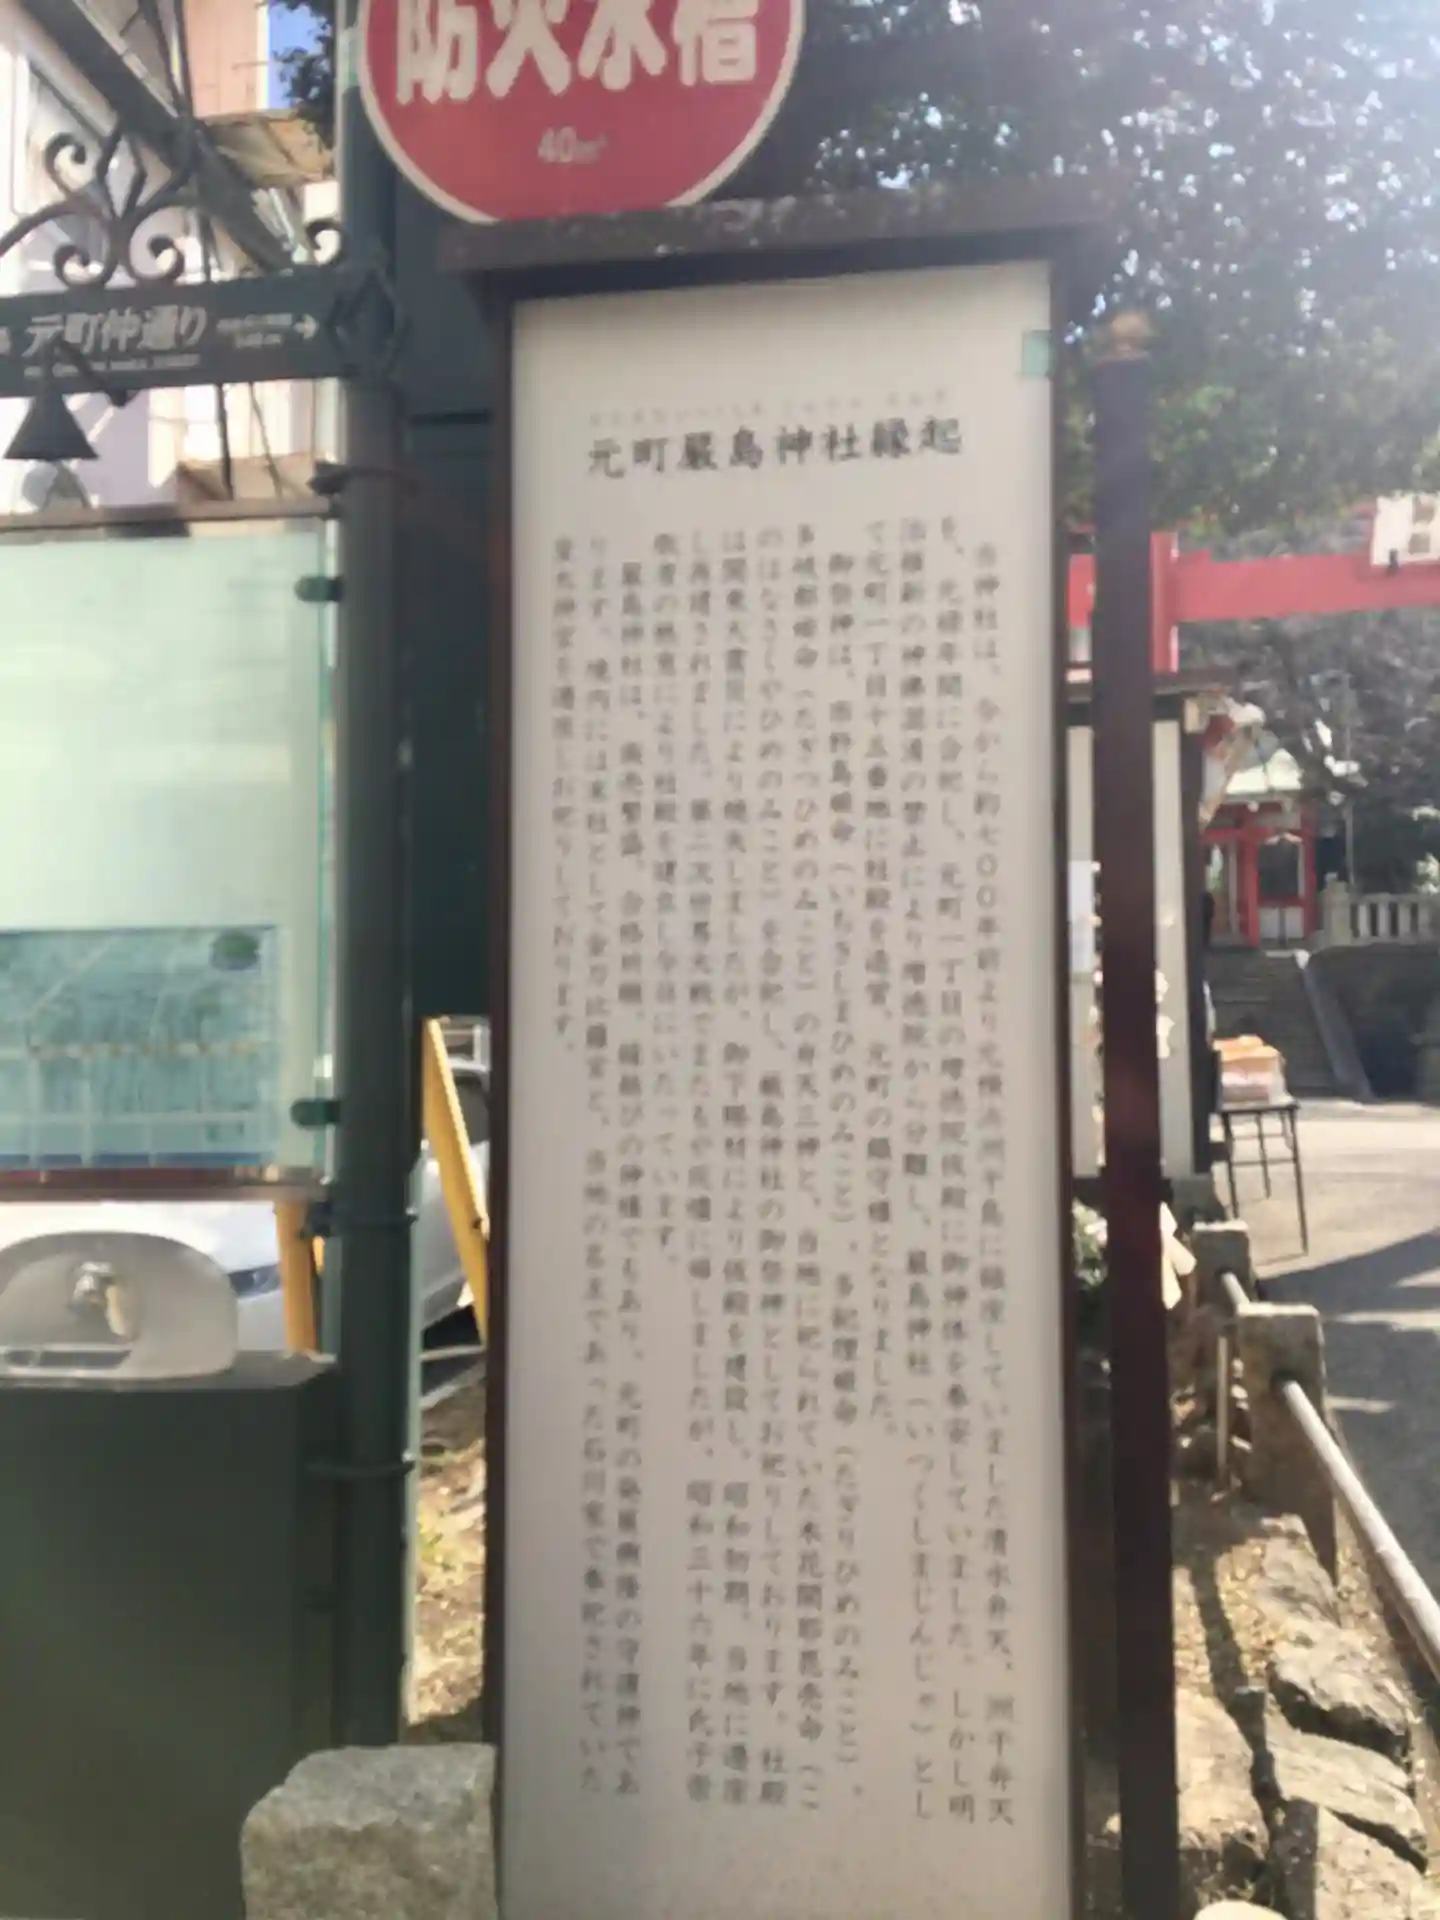 防火水槽
40㎥
元町仲通り
元町厳島神社縁起
当神社は、今から約七〇〇年前より元横浜洲干島に鎮座していました清水弁天、洲干弁天
を、元禄年間に合祀し、元町一丁目の増徳院仮殿に御神体を奉安していました。しかし明
治維新の神佛混淆の禁止により増徳院から分離し、厳島神社（いつくしまじんじゃ）とし
て元町一丁目十五番地に社殿を造営、元町の鎮守様となりました。
御祭神は、市杵島姫命（いちきしまひめのみこと）、多紀理姫命（たぎりひめのみこと）、
多岐都姫命（たぎつひめのみこと）の弁天三神と、当地に祀られていた木花開耶毘売命（こ
のはなさくやひめのみこと）を合祀し、厳島神社の御祭神としてお祀りしております。社殿
は関東大震災により焼失しましたが、御下賜材により仮殿を建設し、昭和初期、当地に遷座
し再建されました。第二次世界大戦でまたもや灰燼に帰しましたが、昭和三十六年に氏子崇
敬者の熱意により社殿を建立し今日にいたっています。
厳島神社は、商売繁盛、合格祈願、縁結びの神様でもあり、元町の発展興隆の守護神であ
ります。境内には末社として金刀比羅宮と、当地の名主であった石川家で奉祀されていた
皇大神宮を遷座しお祀りしております。